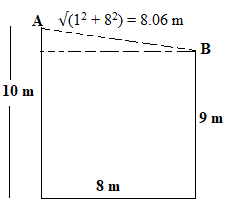 A √(1² + 8²) = 8.06 m
B
10 m
9 m
8 m